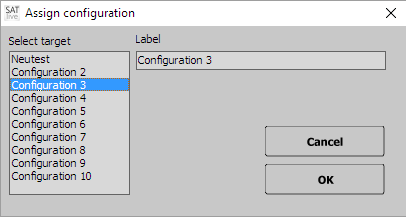 SAT
live
Assign configuration
Select target
Label
Neutest
Configuration 2
Configuration 3
Configuration 4
Configuration 5
Configuration 6
Configuration 7
Configuration 8
Configuration 9
Configuration 10
Configuration 3
Cancel
OK